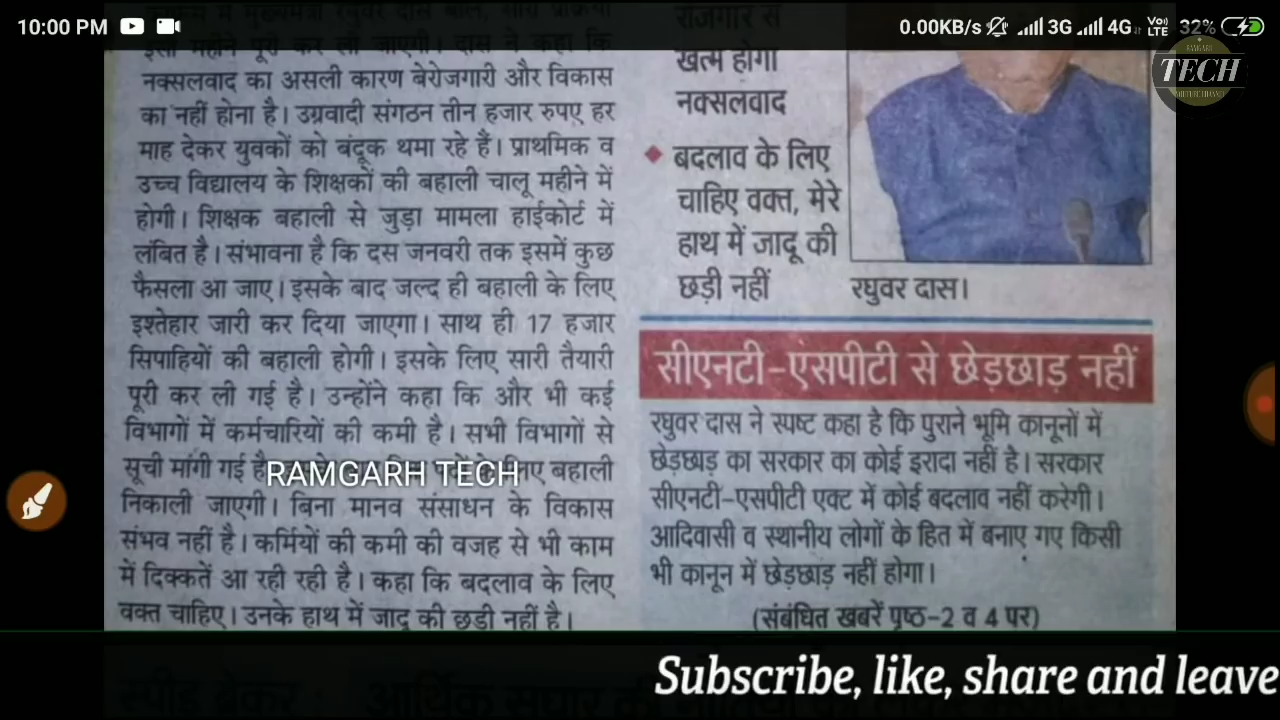 10:00 PM
0.00KB/s 3G 4G VoLTE 32%
TECH
नक्सलवाद का असली कारण बेरोजगारी और विकास
का नहीं होना है। उग्रवादी संगठन तीन हजार रुपए हर
माह देकर युवकों को बंदूक थमा रहे हैं। प्राथमिक व
उच्च विद्यालय के शिक्षकों की बहाली चालू महीने में
होगी। शिक्षक बहाली से जुड़ा मामला हाईकोर्ट में
लंबित है। संभावना है कि दस जनवरी तक इसमें कुछ
फैसला आ जाए। इसके बाद जल्द ही बहाली के लिए
इश्तेहार जारी कर दिया जाएगा। साथ ही 17 हजार
सिपाहियों की बहाली होगी। इसके लिए सारी तैयारी
पूरी कर ली गई है। उन्होंने कहा कि और भी कई
विभागों में कर्मचारियों की कमी है। सभी विभागों से
सूची मांगी गई है लिए बहाली
RAMGARH TECH
निकाली जाएगी। बिना मानव संसाधन के विकास
संभव नहीं है। कर्मियों की कमी की वजह से भी काम
में दिक्कतें आ रही रही है। कहा कि बदलाव के लिए
वक्त चाहिए। उनके हाथ में जादू की छड़ी नहीं है।
खत्म होगा
नक्सलवाद
बदलाव के लिए
चाहिए वक्त, मेरे
हाथ में जादू की
छड़ी नहीं
रघुवर दास।
सीएनटी-एसपीटी से छेड़छाड़ नहीं
रघुवर दास ने स्पष्ट कहा है कि पुराने भूमि कानूनों में
छेड़छाड़ का सरकार का कोई इरादा नहीं है। सरकार
सीएनटी-एसपीटी एक्ट में कोई बदलाव नहीं करेगी।
आदिवासी व स्थानीय लोगों के हित में बनाए गए किसी
भी कानून में छेड़छाड़ नहीं होगा।
(संबंधित खबरें पृष्ठ-2 व 4 पर)
Subscribe, like, share and leave